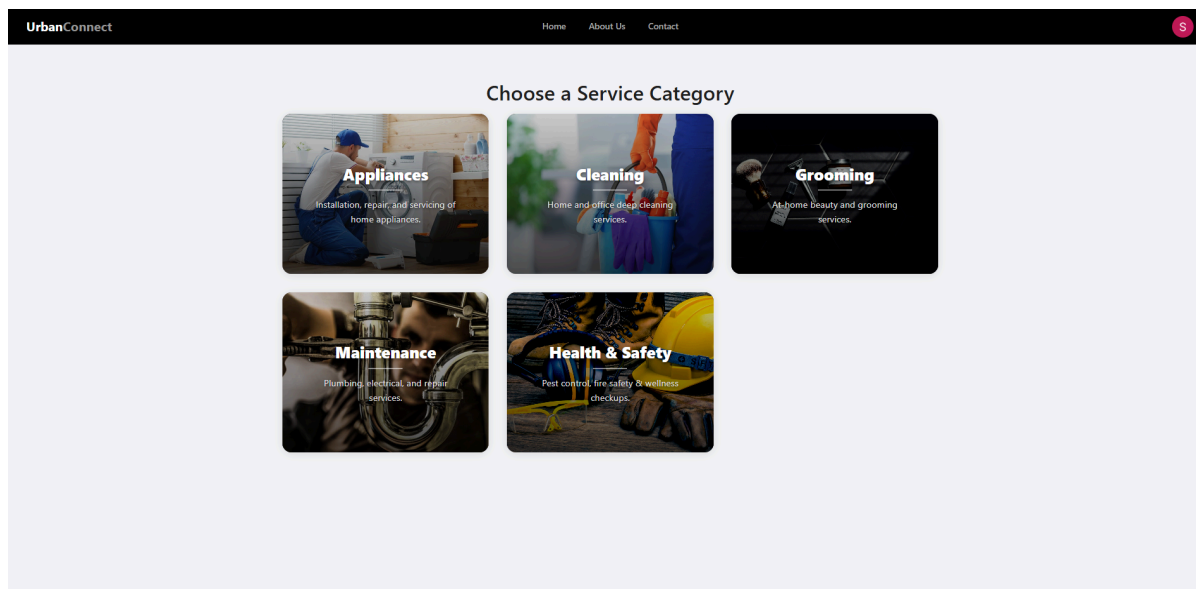 UrbanConnect
Home About Us Contact
S
Choose a Service Category
Appliances
Installation, repair, and servicing of
home appliances.
Cleaning
Home and office deep cleaning
services.
Grooming
At-home beauty and grooming
services.
Maintenance
Plumbing, electrical, and repair
services.
Health & Safety
Pest control, fire safety & wellness
checkups.